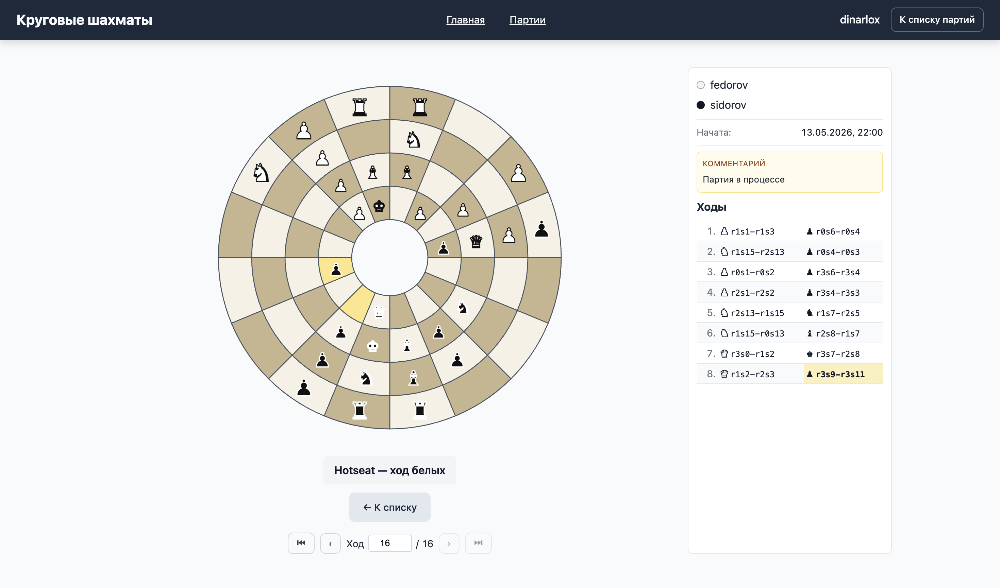 Круговые шахматы
Главная Партии
dinarlox К списку партий
fedorov
sidorov
Начата: 13.05.2026, 22:00
КОММЕНТАРИЙ
Партия в процессе
Ходы
1. ♙ r1s1–r1s3 ♟ r0s6–r0s4
2. ♘ r1s15–r2s13 ♟ r0s4–r0s3
3. ♙ r0s1–r0s2 ♟ r3s6–r3s4
4. ♙ r2s1–r2s2 ♟ r3s4–r3s3
5. ♘ r2s13–r1s15 ♞ r1s7–r2s5
6. ♘ r1s15–r0s13 ♝ r2s8–r1s7
7. ♕ r3s0–r1s2 ♚ r3s7–r2s8
8. ♕ r1s2–r2s3 ♟ r3s9–r3s11
Hotseat — ход белых
← К списку
⏮ ‹ Ход 16 / 16 › ⏭